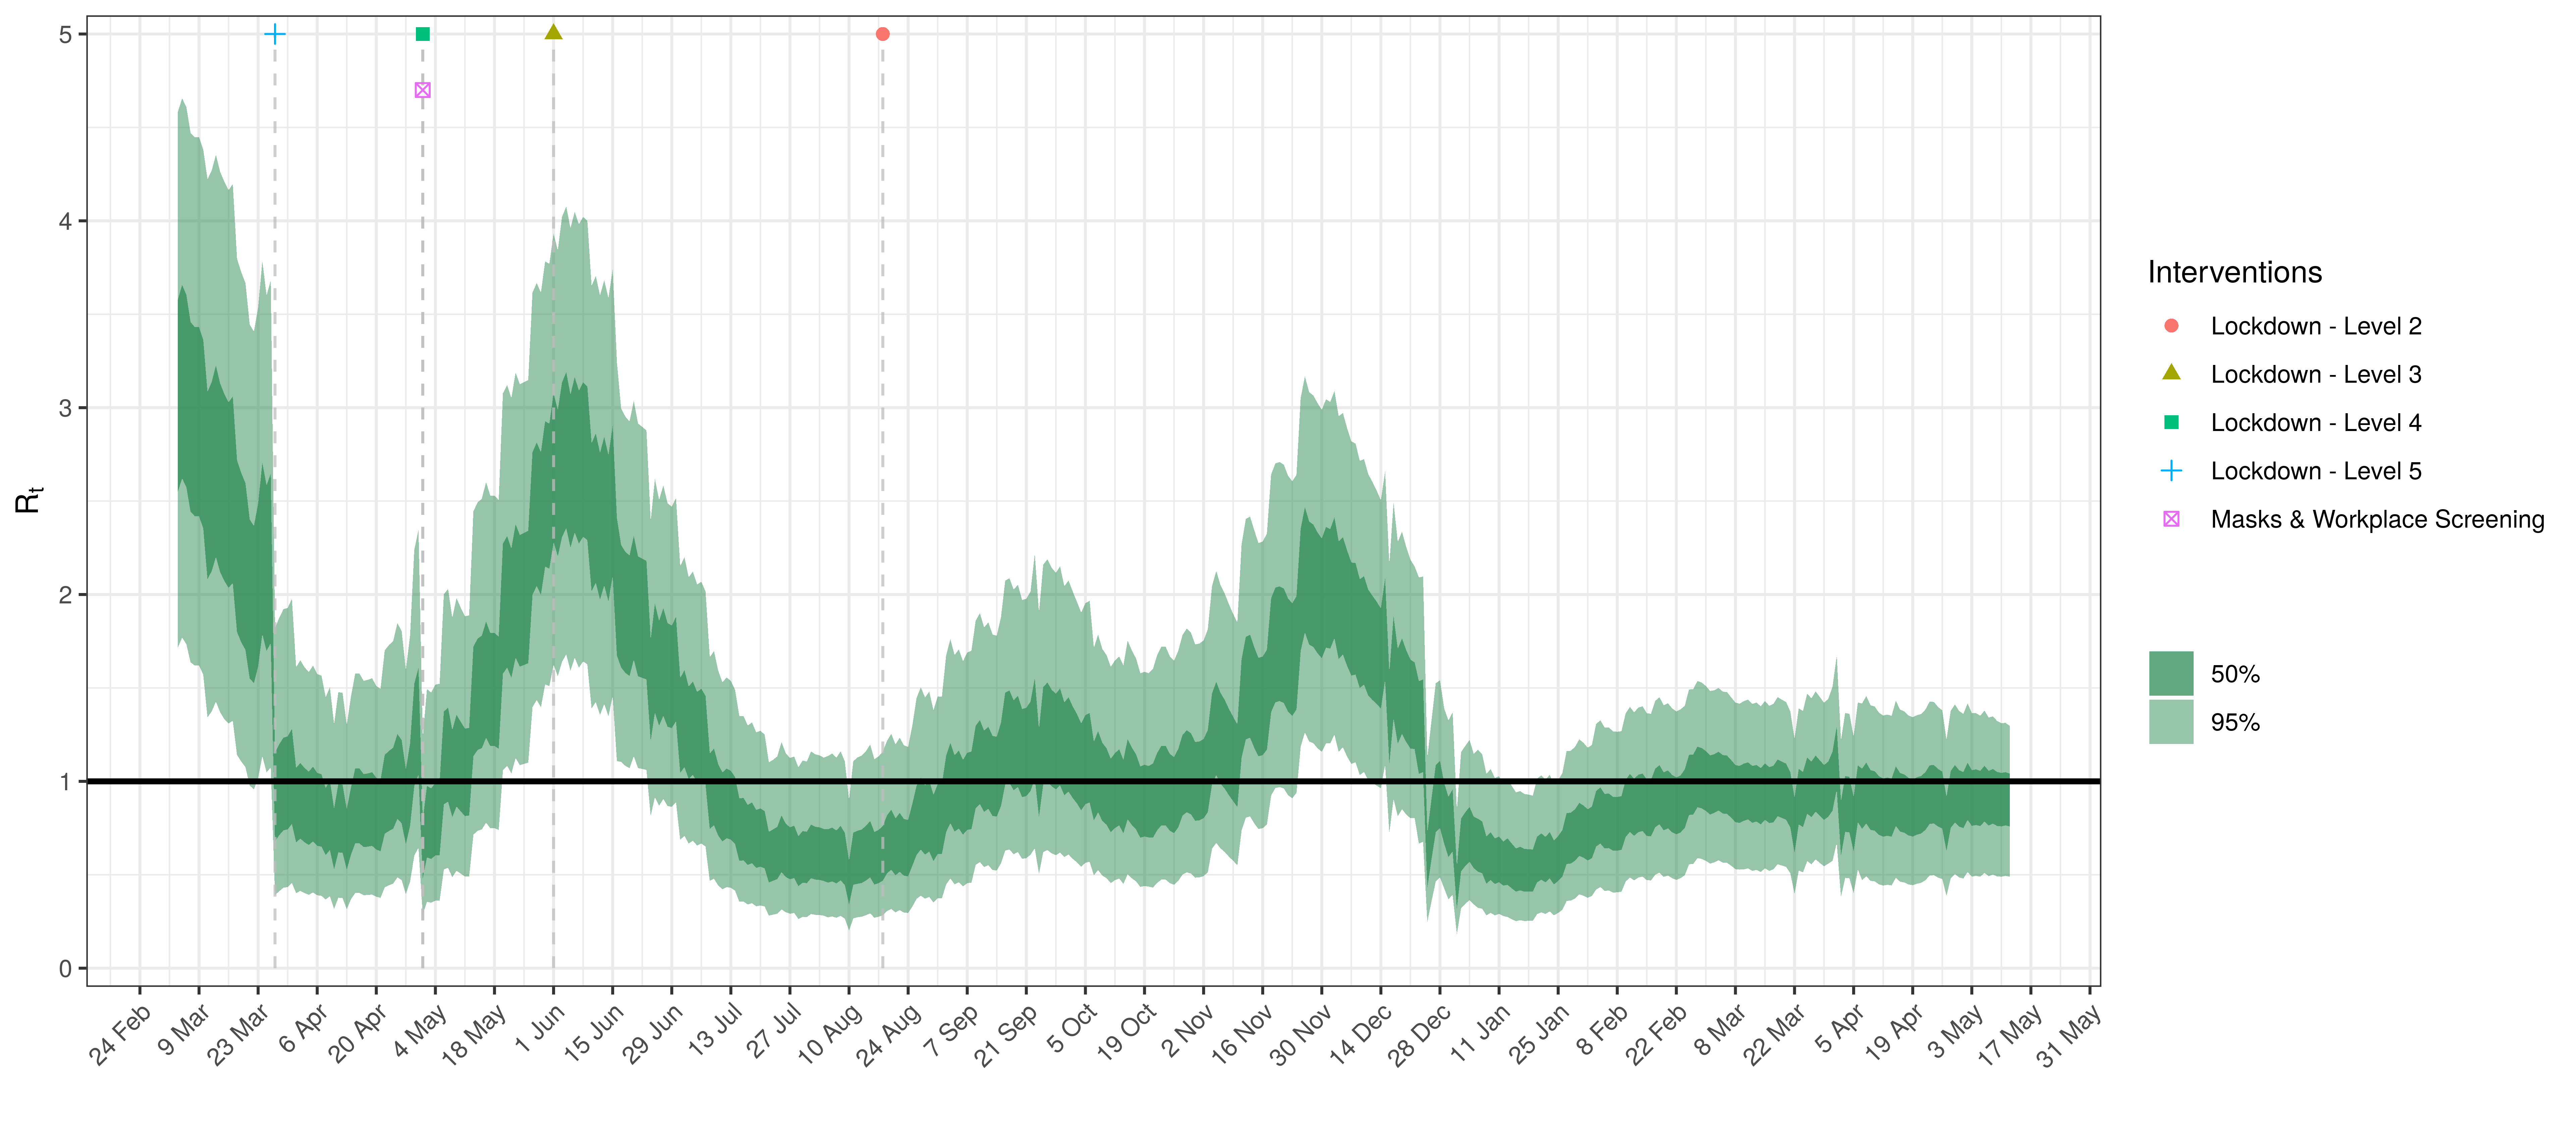 5
4
3
2
1
0
Rt
24 Feb
9 Mar
23 Mar
6 Apr
20 Apr
4 May
18 May
1 Jun
15 Jun
29 Jun
13 Jul
27 Jul
10 Aug
24 Aug
7 Sep
21 Sep
5 Oct
19 Oct
2 Nov
16 Nov
30 Nov
14 Dec
28 Dec
11 Jan
25 Jan
8 Feb
22 Feb
8 Mar
22 Mar
5 Apr
19 Apr
3 May
17 May
31 May
Interventions
Lockdown - Level 2
Lockdown - Level 3
Lockdown - Level 4
Lockdown - Level 5
Masks & Workplace Screening
50%
95%